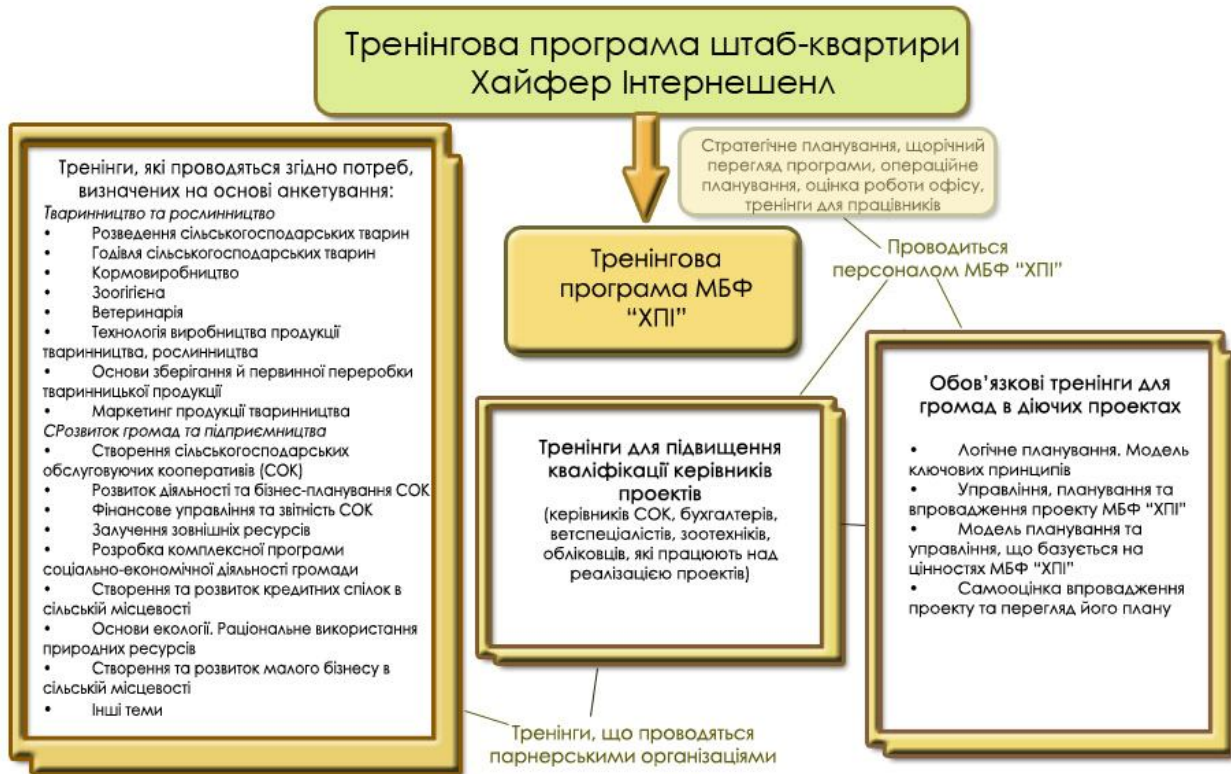 Тренінгова програма штаб-квартири
Хайфер Інтернешенл
Тренінги, які проводяться згідно потреб,
визначених на основі анкетування:
Тваринництво та рослинництво
• Розведення сільськогосподарських тварин
• Годівля сільськогосподарських тварин
• Кормовиробництво
• Зоогігієна
• Ветеринарія
• Технологія виробництва продукції
тваринництва, рослинництва
• Основи зберігання й первинної переробки
тваринницької продукції
• Маркетинг продукції тваринництва
СРозвиток громад та підприємництва
• Створення сільськогосподарських
обслуговуючих кооперативів (СОК)
• Розвиток діяльності та бізнес-планування СОК
• Фінансове управління та звітність СОК
• Залучення зовнішніх ресурсів
• Розробка комплексної програми
соціально-економічної діяльності громади
• Створення та розвиток кредитних спілок в
сільській місцевості
• Основи екології. Раціональне використання
природних ресурсів
• Створення та розвиток малого бізнесу в
сільській місцевості
• Інші теми
Стратегічне планування, щорічний
перегляд програми, операційне
планування, оцінка роботи офісу,
тренінги для працівників
Тренінгова
програма МБФ
“ХПІ”
Проводиться
персоналом МБФ “ХПІ”
Тренінги для підвищення
кваліфікації керівників
проектів
(керівників СОК, бухгалтерів,
ветспеціалістів, зоотехніків,
обліковців, які працюють над
реалізацією проектів)
Обов’язкові тренінги для
громад в діючих проектах
• Логічне планування. Модель
ключових принципів
• Управління, планування та
впровадження проекту МБФ “ХПІ”
• Модель планування та
управління, що базується на
цінностях МБФ “ХПІ”
• Самооцінка впровадження
проекту та перегляд його плану
Тренінги, що проводяться
парнерськими організаціями